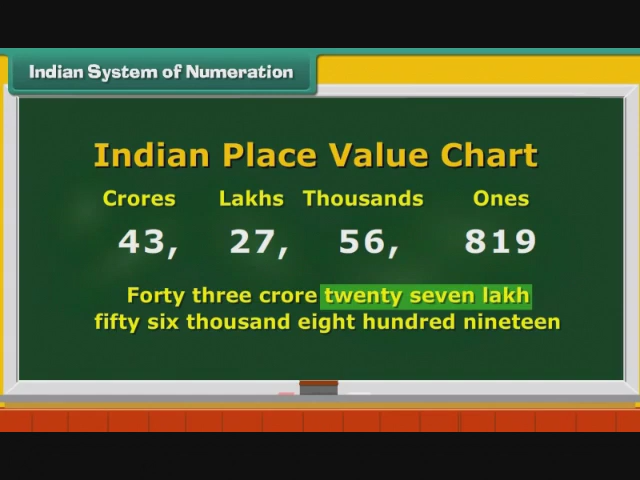 Indian System of Numeration
Indian Place Value Chart
Crores Lakhs Thousands Ones
43, 27, 56, 819
Forty three crore twenty seven lakh
fifty six thousand eight hundred nineteen